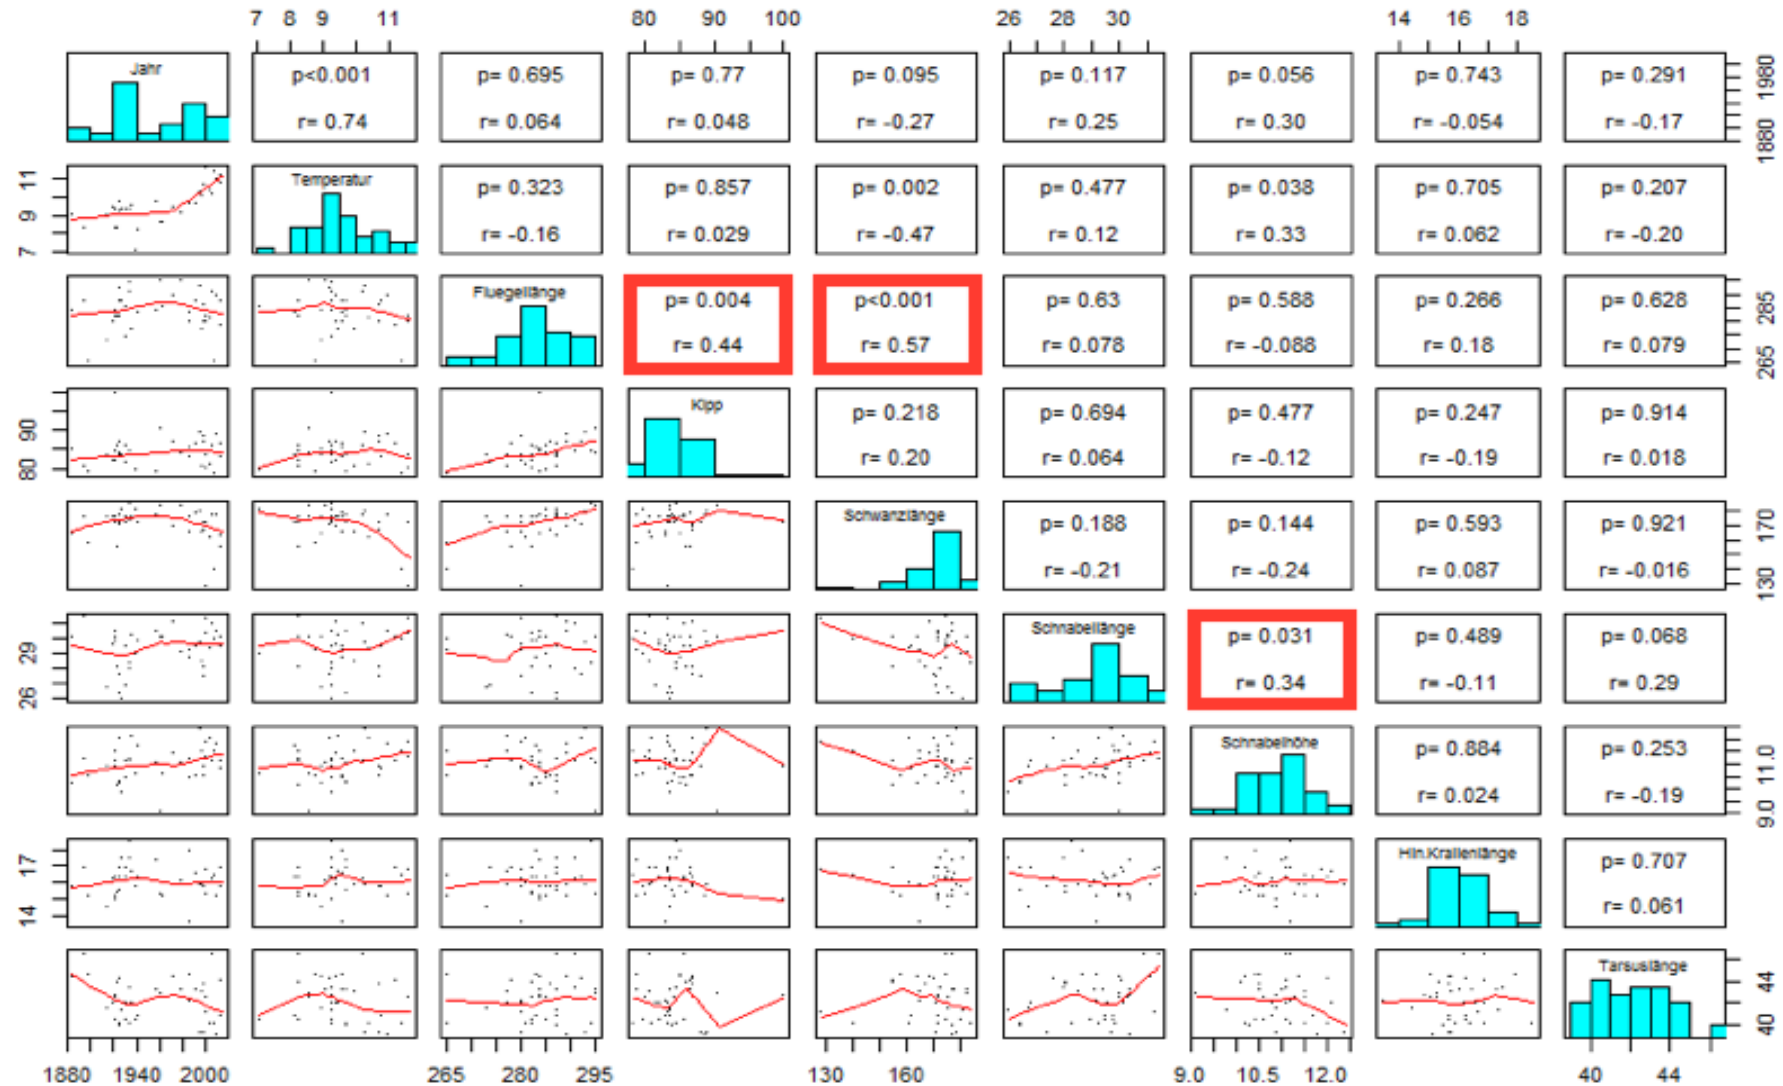 7 8 9 11 80 90 100 26 28 30 14 16 18
Jahr
p<0.001
r= 0.74
p= 0.695
r= 0.064
p= 0.77
r= 0.048
p= 0.095
r= -0.27
p= 0.117
r= 0.25
p= 0.056
r= 0.30
p= 0.743
r= -0.054
p= 0.291
r= -0.17
1880 1980
7 9 11
Temperatur
p= 0.323
r= -0.16
p= 0.857
r= 0.029
p= 0.002
r= -0.47
p= 0.477
r= 0.12
p= 0.038
r= 0.33
p= 0.705
r= 0.062
p= 0.207
r= -0.20
Fluegellänge
p= 0.004
r= 0.44
p<0.001
r= 0.57
p= 0.63
r= 0.078
p= 0.588
r= -0.088
p= 0.266
r= 0.18
p= 0.628
r= 0.079
265 285
80 90
Kipp
p= 0.218
r= 0.20
p= 0.694
r= 0.064
p= 0.477
r= -0.12
p= 0.247
r= -0.19
p= 0.914
r= 0.018
Schwanzlänge
p= 0.188
r= -0.21
p= 0.144
r= -0.24
p= 0.593
r= 0.087
p= 0.921
r= -0.016
130 170
26 29
Schnabellänge
p= 0.031
r= 0.34
p= 0.489
r= -0.11
p= 0.068
r= 0.29
Schnabelhöhe
p= 0.884
r= 0.024
p= 0.253
r= -0.19
9.0 11.0
14 17
Hin.Krallenlänge
p= 0.707
r= 0.061
Tarsuslänge
40 44
1880 1940 2000 265 280 295 130 160 9.0 10.5 12.0 40 44